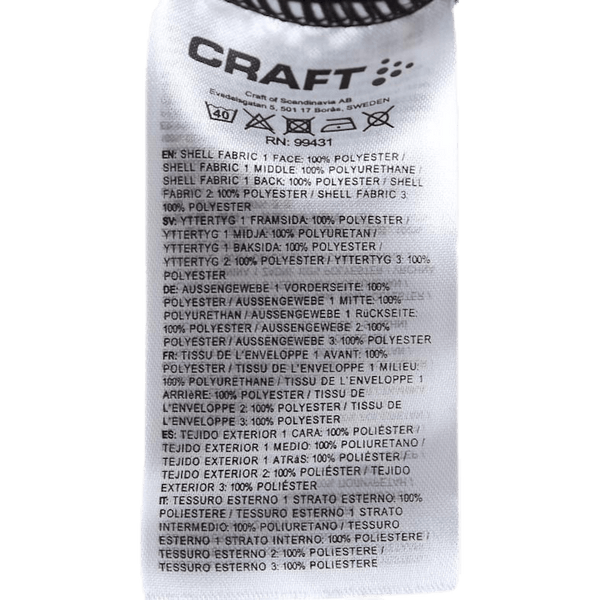 CRAFT
Craft of Scandinavia AB
Evedalsgatan 5, 501 17 Borås, SWEDEN
40
RN: 99431
EN: SHELL FABRIC 1 FACE: 100% POLYESTER /
SHELL FABRIC 1 MIDDLE: 100% POLYURETHANE /
SHELL FABRIC 1 BACK: 100% POLYESTER / SHELL
FABRIC 2: 100% POLYESTER / SHELL FABRIC 3:
100% POLYESTER
SV: YTTERTYG 1 FRAMSIDA: 100% POLYESTER /
YTTERTYG 1 MIDJA: 100% POLYURETAN /
YTTERTYG 1 BAKSIDA: 100% POLYESTER /
YTTERTYG 2: 100% POLYESTER / YTTERTYG 3: 100%
POLYESTER
DE: AUSSENGEWEBE 1 VORDERSEITE: 100%
POLYESTER / AUSSENGEWEBE 1 MITTE: 100%
POLYURETHAN / AUSSENGEWEBE 1 RüCKSEITE:
100% POLYESTER / AUSSENGEWEBE 2: 100%
POLYESTER / AUSSENGEWEBE 3: 100% POLYESTER
FR: TISSU DE L'ENVELOPPE 1 AVANT: 100%
POLYESTER / TISSU DE L'ENVELOPPE 1 MILIEU:
100% POLYURETHANE / TISSU DE L'ENVELOPPE 1
ARRIèRE: 100% POLYESTER / TISSU DE
L'ENVELOPPE 2: 100% POLYESTER / TISSU DE
L'ENVELOPPE 3: 100% POLYESTER
ES: TEJIDO EXTERIOR 1 CARA: 100% POLIÉSTER /
TEJIDO EXTERIOR 1 MEDIO: 100% POLIURETANO /
TEJIDO EXTERIOR 1 ATRáS: 100% POLIÉSTER /
TEJIDO EXTERIOR 2: 100% POLIÉSTER / TEJIDO
EXTERIOR 3: 100% POLIÉSTER
IT: TESSURO ESTERNO 1 STRATO ESTERNO: 100%
POLIESTERE / TESSURO ESTERNO 1 STRATO
INTERMEDIO: 100% POLIURETANO / TESSURO
ESTERNO 1 STRATO INTERNO: 100% POLIESTERE /
TESSURO ESTERNO 2: 100% POLIESTERE /
TESSURO ESTERNO 3: 100% POLIESTERE